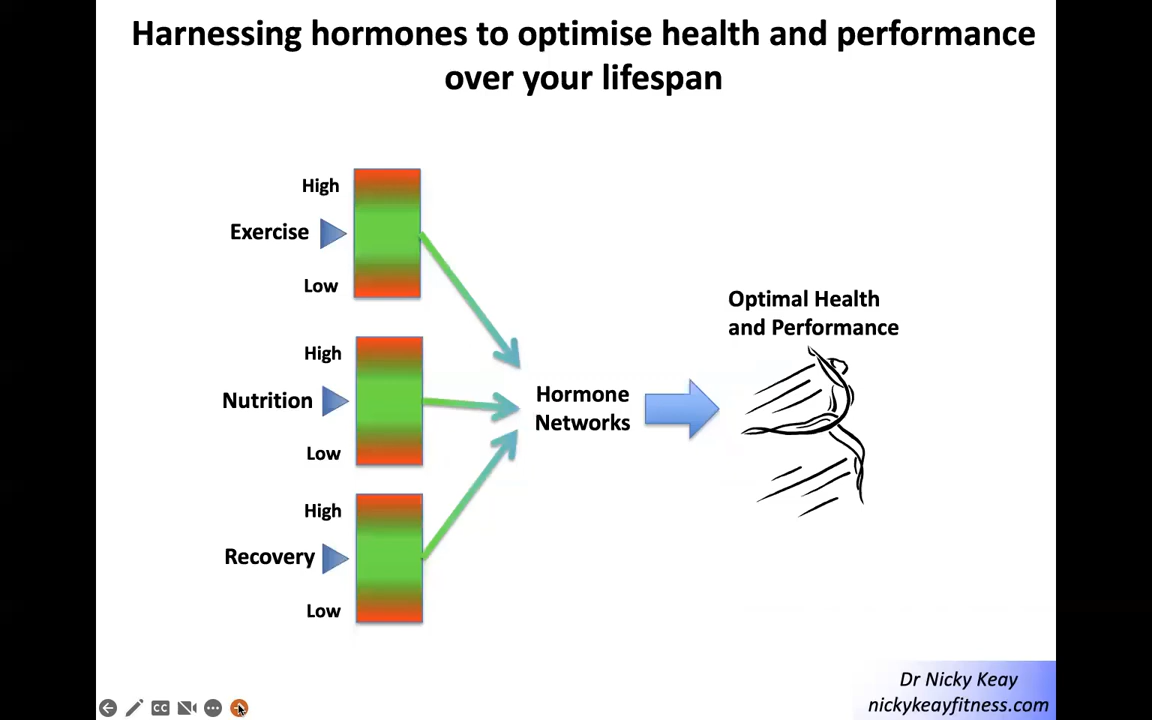 Harnessing hormones to optimise health and performance
over your lifespan
High
Exercise
Low
High
Nutrition
Low
High
Recovery
Low
Hormone
Networks
Optimal Health
and Performance
Dr Nicky Keay
nickykeayfitness.com
CC